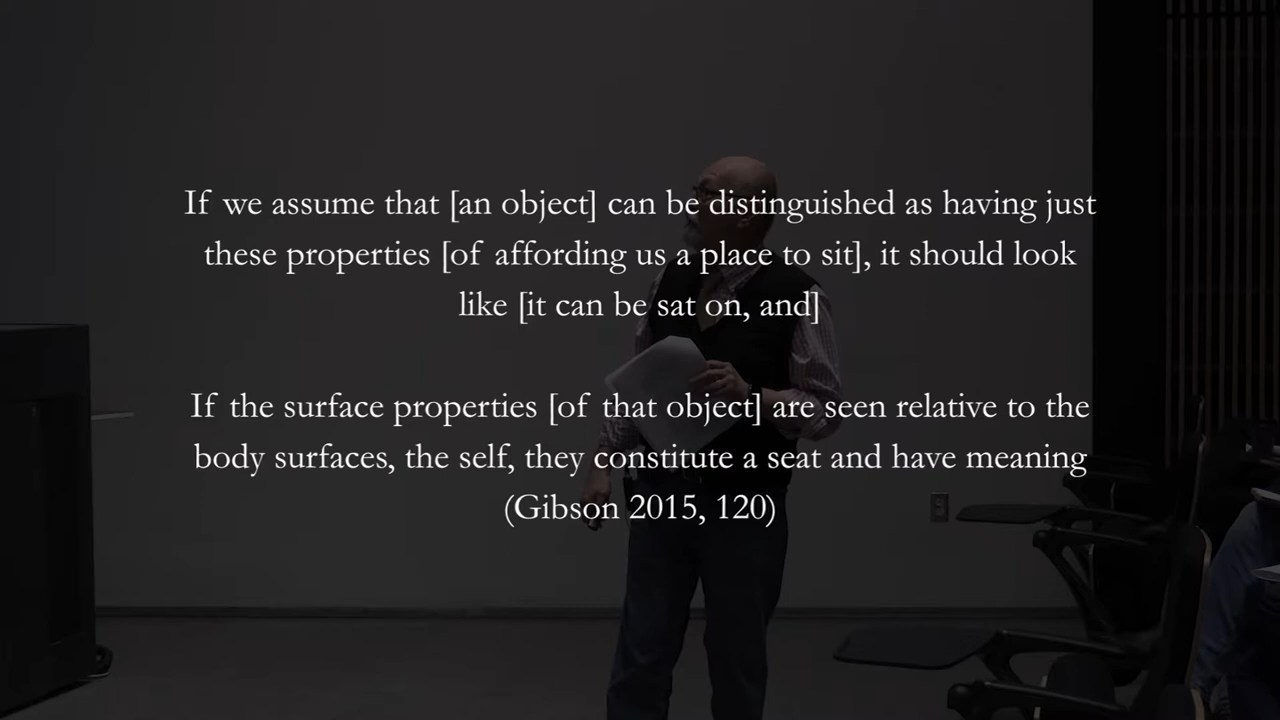 If we assume that [an object] can be distinguished as having just
these properties [of affording us a place to sit], it should look
like [it can be sat on, and]
If the surface properties [of that object] are seen relative to the
body surfaces, the self, they constitute a seat and have meaning
(Gibson 2015, 120)